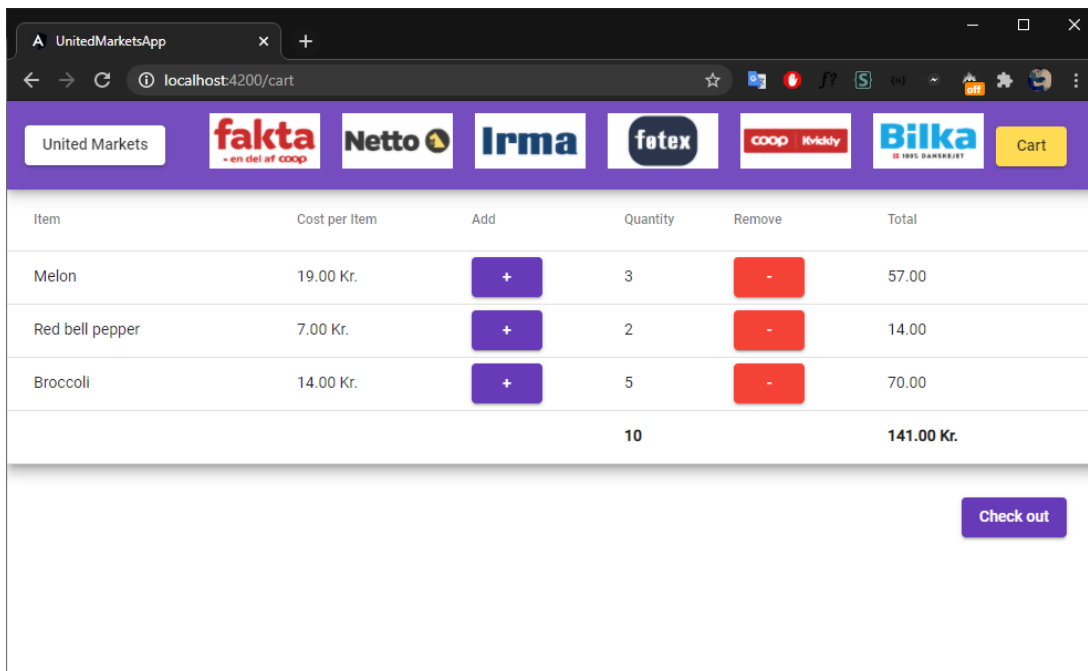 UnitedMarketsApp
localhost:4200/cart
off
United Markets
fakta
- en del af coop
Netto
Irma
føtex
coop Kvickly
Bilka
100% DANSKEJET
Cart
Item Cost per Item Add Quantity Remove Total
Melon 19.00 Kr. + 3 - 57.00
Red bell pepper 7.00 Kr. + 2 - 14.00
Broccoli 14.00 Kr. + 5 - 70.00
10 141.00 Kr.
Check out